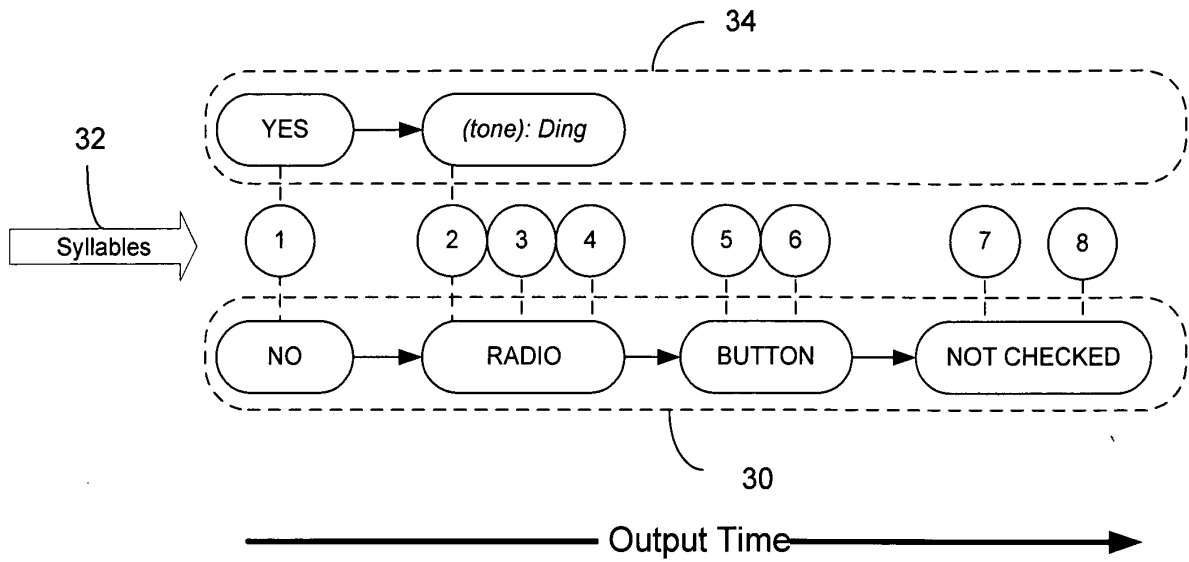 34
YES
(tone): Ding
32
Syllables
1
2
3
4
5
6
7
8
NO
RADIO
BUTTON
NOT CHECKED
30
Output Time